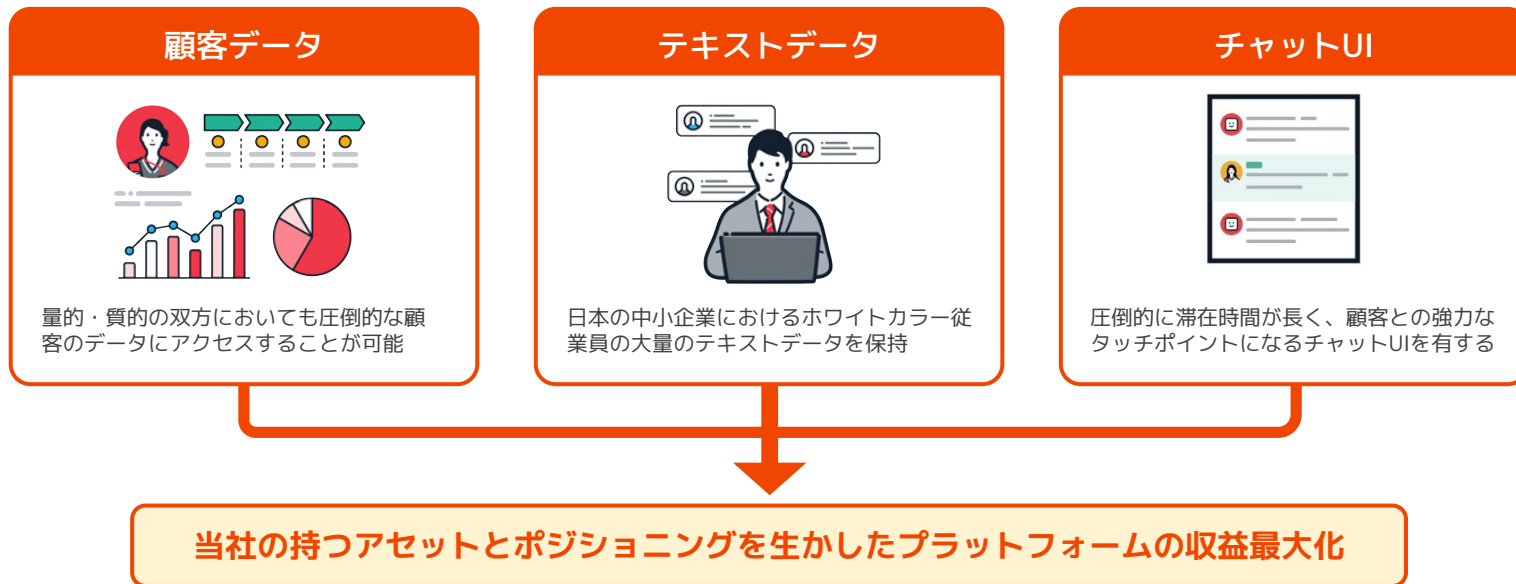 顧客データ
量的・質的の双方においても圧倒的な顧
客のデータにアクセスすることが可能
テキストデータ
日本の中小企業におけるホワイトカラー従
業員の大量のテキストデータを保持
チャットUI
圧倒的に滞在時間が長く、顧客との強力な
タッチポイントになるチャットUIを有する
当社の持つアセットとポジショニングを生かしたプラットフォームの収益最大化